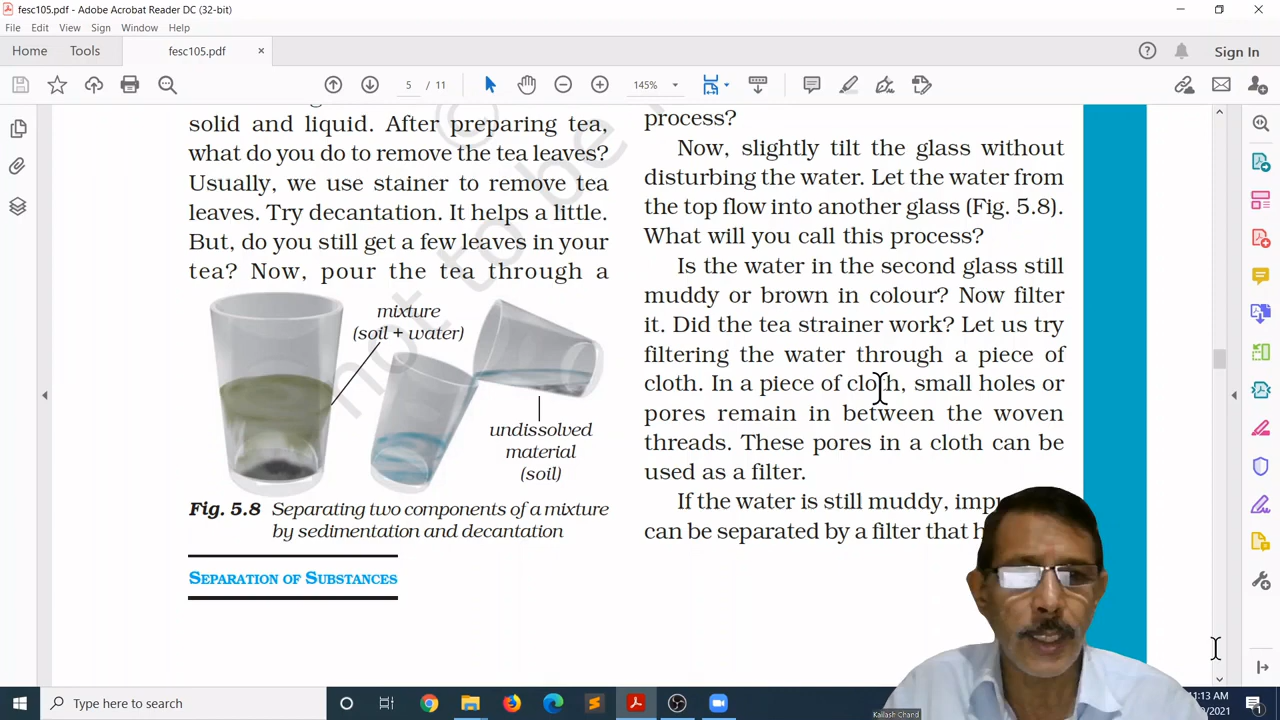 fesc105.pdf - Adobe Acrobat Reader DC (32-bit)
File Edit View Sign Window Help
Home Tools fesc105.pdf × Sign In
5 / 11 145%
solid and liquid. After preparing tea,
what do you do to remove the tea leaves?
Usually, we use stainer to remove tea
leaves. Try decantation. It helps a little.
But, do you still get a few leaves in your
tea? Now, pour the tea through a
mixture
(soil + water)
undissolved
material
(soil)
Fig. 5.8 Separating two components of a mixture
by sedimentation and decantation
SEPARATION OF SUBSTANCES
process?
Now, slightly tilt the glass without
disturbing the water. Let the water from
the top flow into another glass (Fig. 5.8).
What will you call this process?
Is the water in the second glass still
muddy or brown in colour? Now filter
it. Did the tea strainer work? Let us try
filtering the water through a piece of
cloth. In a piece of cloth, small holes or
pores remain in between the woven
threads. These pores in a cloth can be
used as a filter.
If the water is still muddy,
can be separated by a filter that
©
not to be
Kailash Chand
Type here to search
11:13 AM
2021